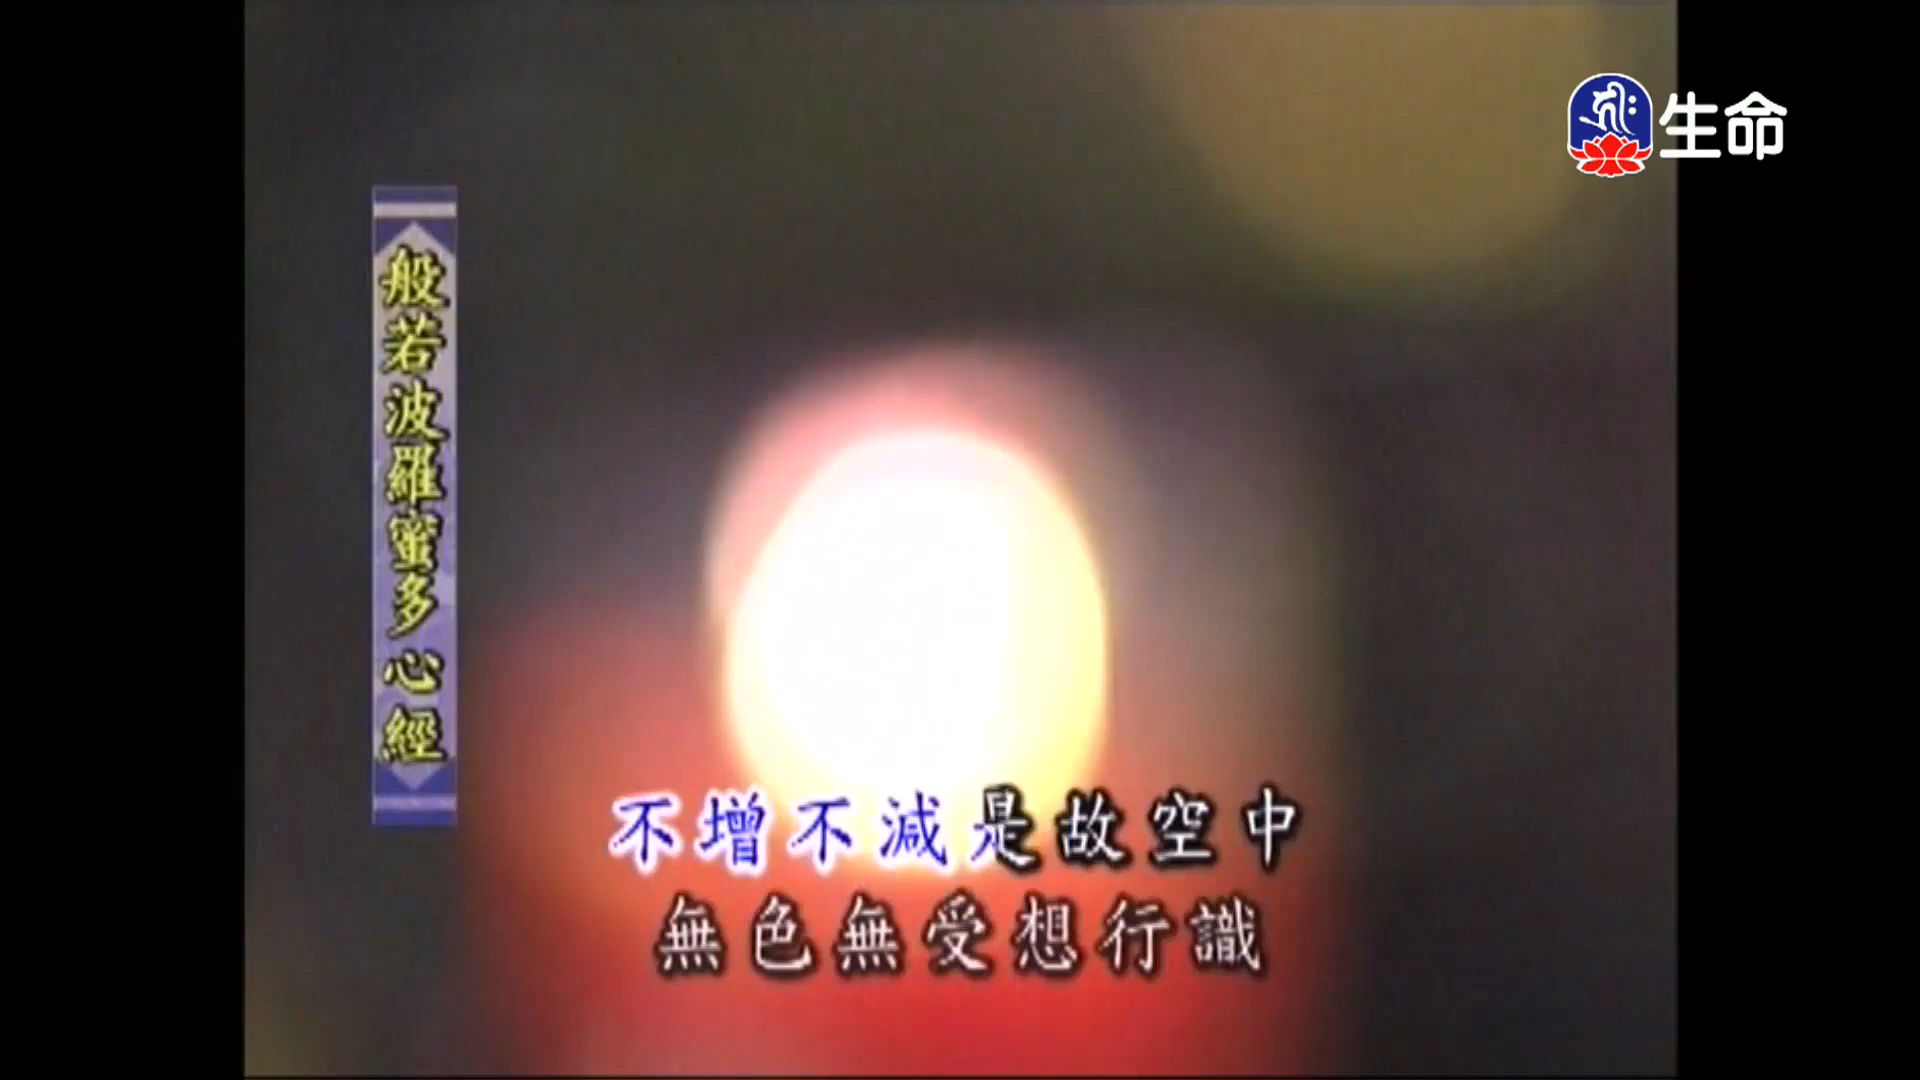 生命
般若波羅蜜多心經
不增不減是故空中
無色無受想行識